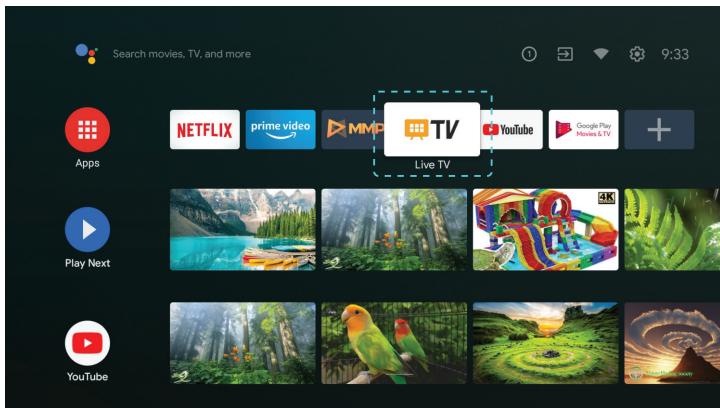 Search movies, TV, and more
1
9:33
Apps
NETFLIX
prime video
MMP
TV
YouTube
Google Play
Movies & TV
Live TV
Play Next
4K
YouTube